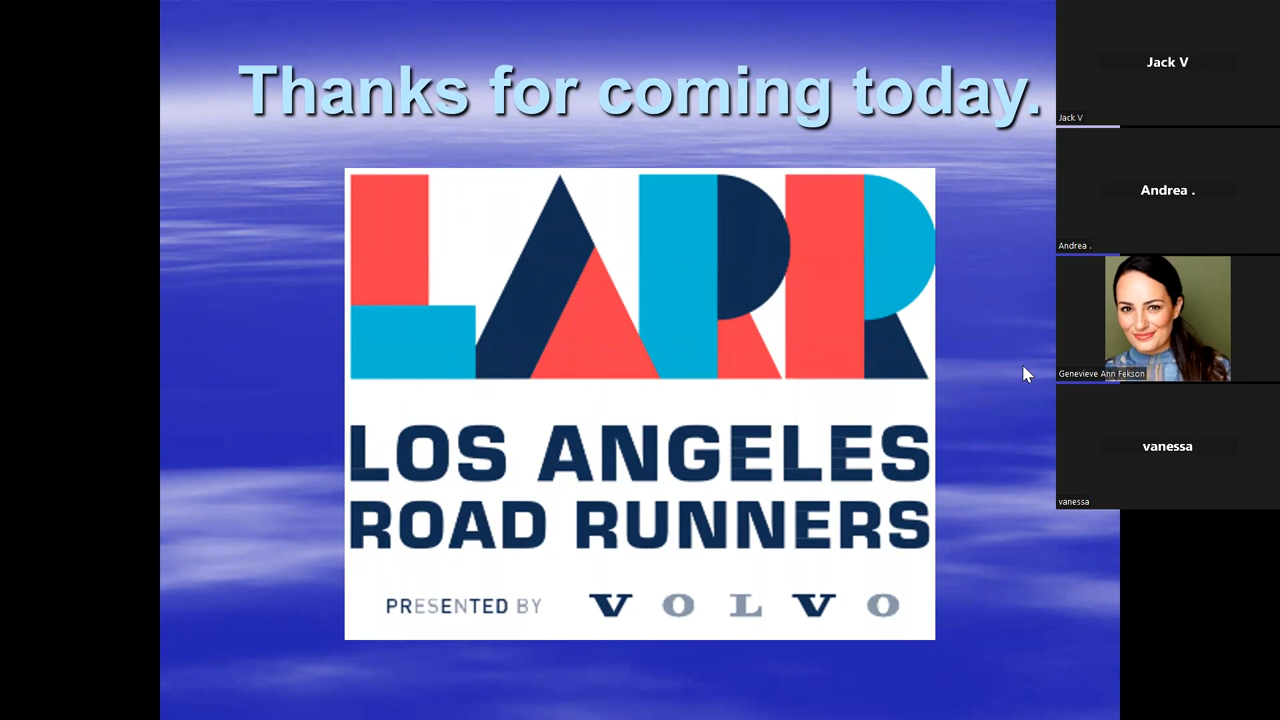 Thanks for coming today.
LARR
LOS ANGELES
ROAD RUNNERS
PRESENTED BY VOLVO
Jack V
Jack V
Andrea .
Andrea .
Genevieve Ann Fekson
vanessa
vanessa